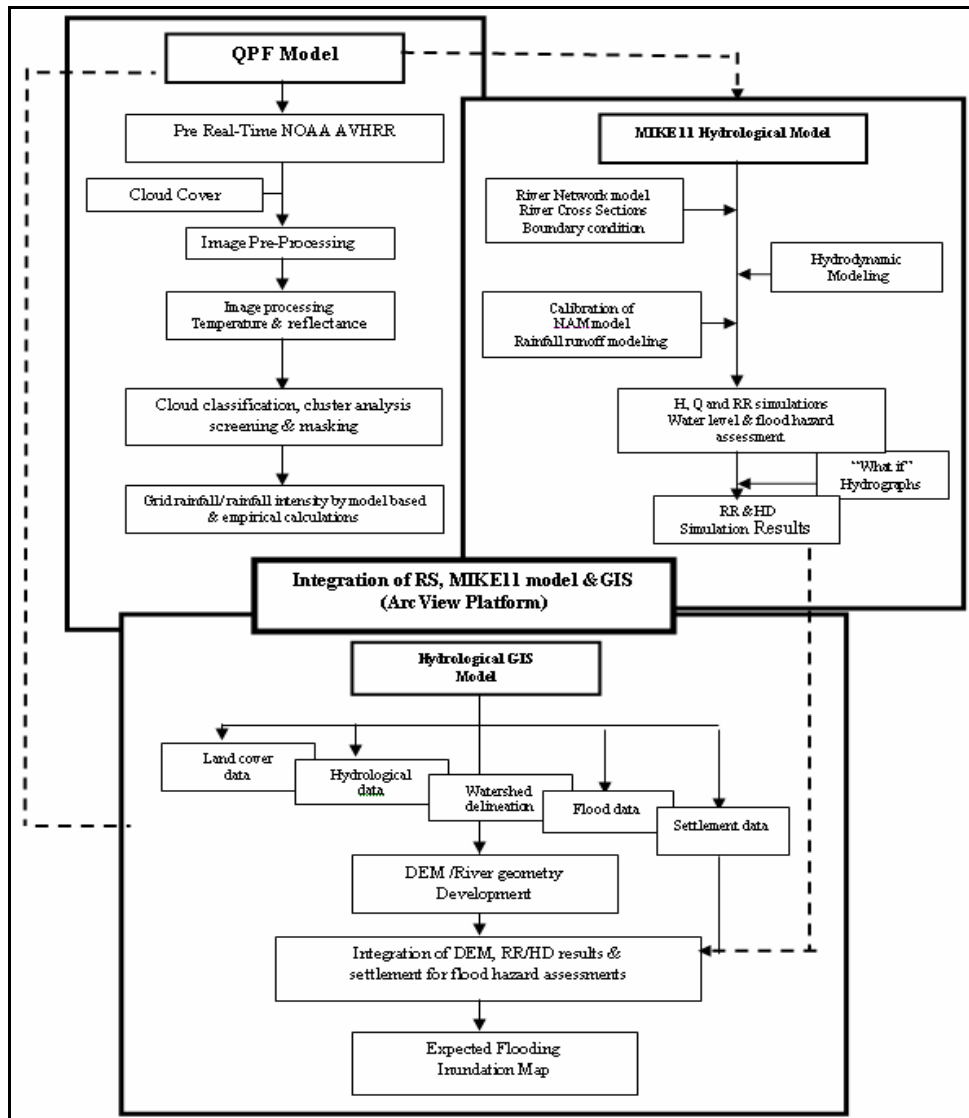 QPF Model
Pre Real-Time NOAA AVHRR
Cloud Cover
Image Pre-Processing
Image processing
Temperature & reflectance
Cloud classification, cluster analysis
screening & masking
Grid rainfall/rainfall intensity by model based
& empirical calculations
MIKE11 Hydrological Model
River Network model
River Cross Sections
Boundary condition
Hydrodynamic
Modeling
Calibration of
NAM model
Rainfall runoff modeling
H, Q and RR simulations
Water level & flood hazard
assessment
"What if"
Hydrographs
RR & HD
Simulation Results
Integration of RS, MIKE11 model & GIS
(Arc View Platform)
Hydrological GIS
Model
Land cover
data
Hydrological
data
Watershed
delineation
Flood data
Settlement data
DEM /River geometry
Development
Integration of DEM, RR/HD results &
settlement for flood hazard assessments
Expected Flooding
Inundation Map